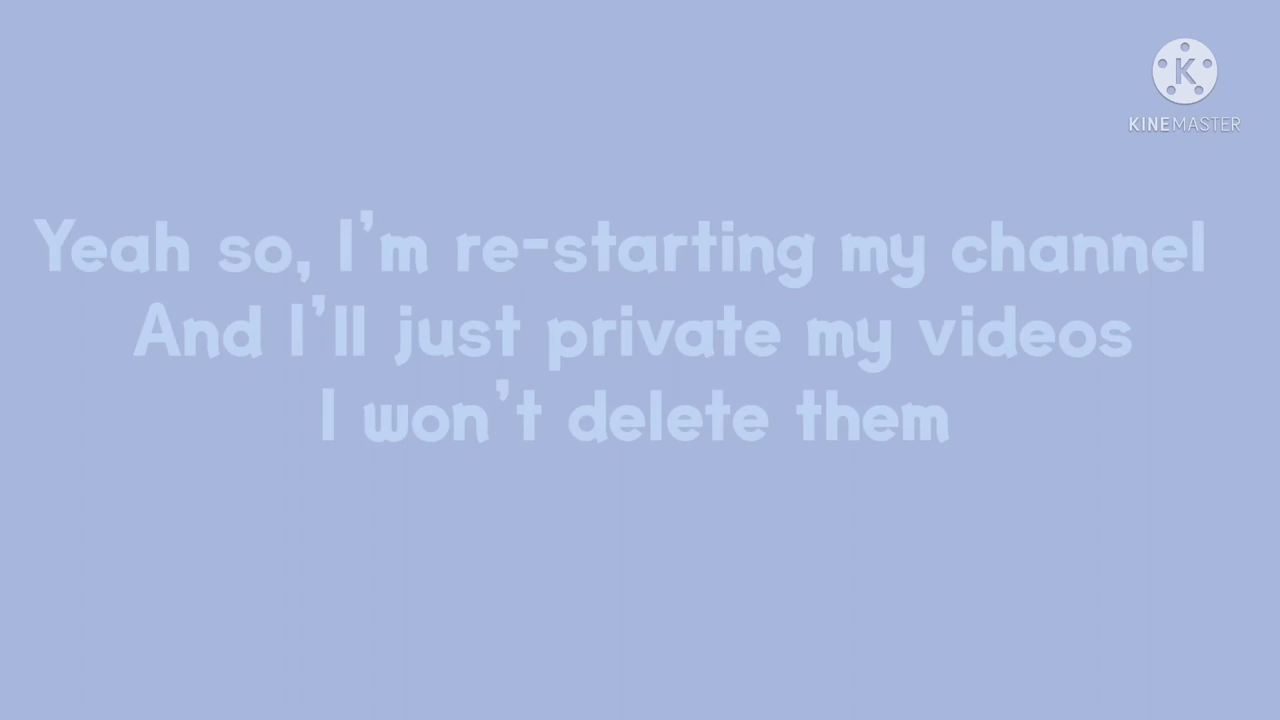 K
KINEMASTER
Yeah so, I'm re-starting my channel
And I'll just private my videos
I won't delete them